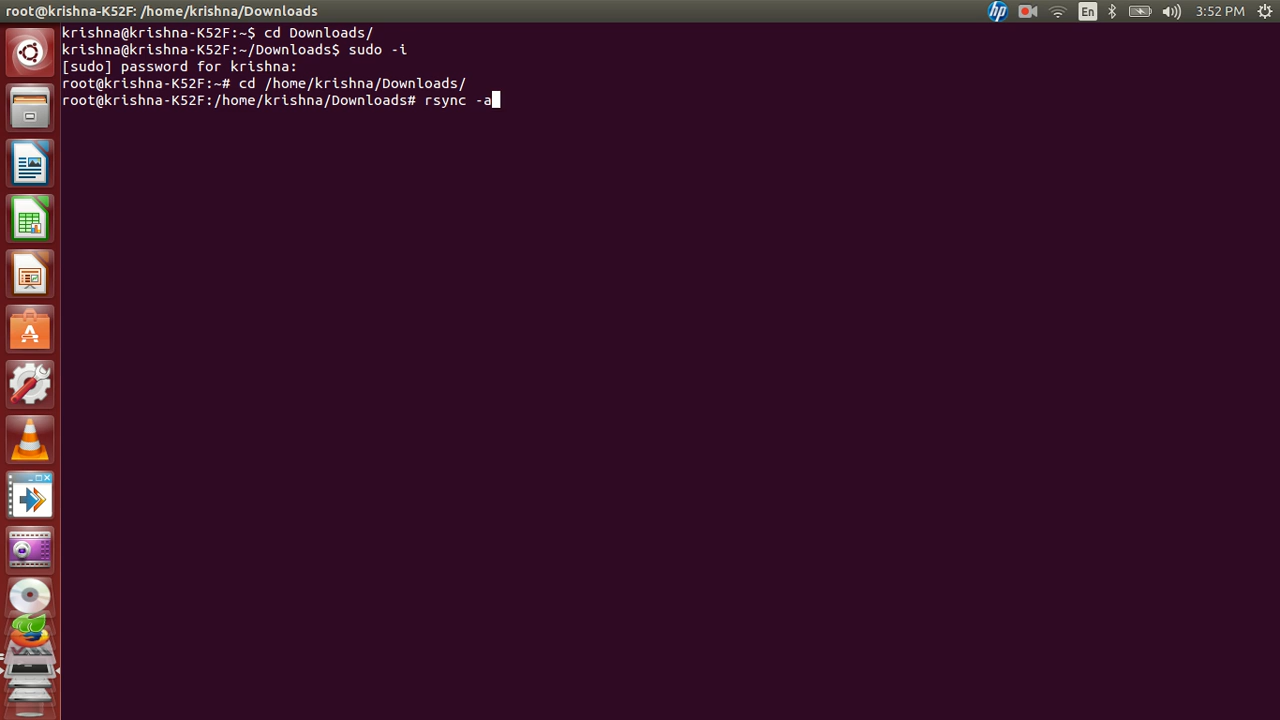 root@krishna-K52F: /home/krishna/Downloads
hp
En
3:52 PM
krishna@krishna-K52F:~$ cd Downloads/
krishna@krishna-K52F:~/Downloads$ sudo -i
[sudo] password for krishna:
root@krishna-K52F:~# cd /home/krishna/Downloads/
root@krishna-K52F:/home/krishna/Downloads# rsync -a